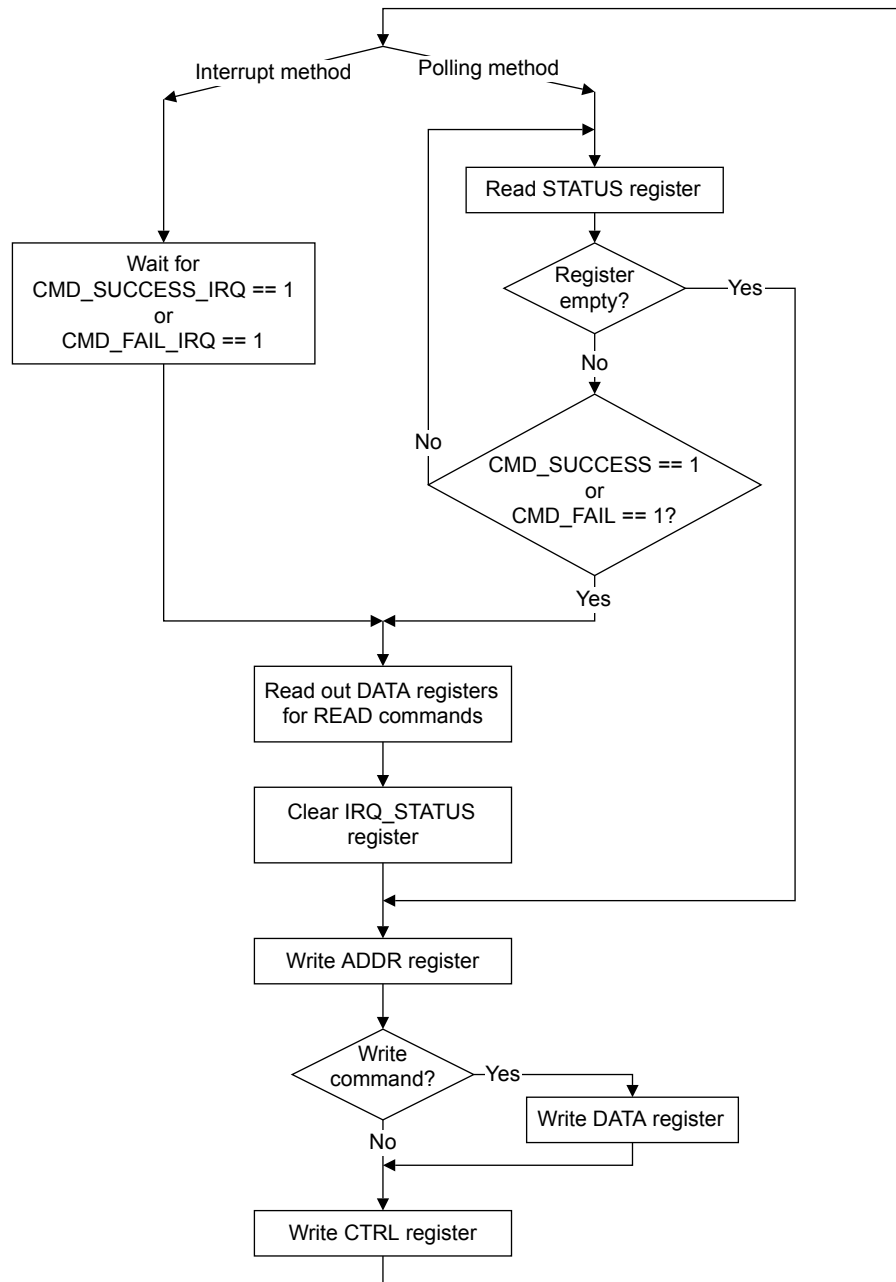 Interrupt method
Polling method
Read STATUS register
Wait for
CMD_SUCCESS_IRQ == 1
or
CMD_FAIL_IRQ == 1
Register
empty?
Yes
No
No
CMD_SUCCESS == 1
or
CMD_FAIL == 1?
Yes
Read out DATA registers
for READ commands
Clear IRQ_STATUS
register
Write ADDR register
Write
command?
Yes
Write DATA register
No
Write CTRL register